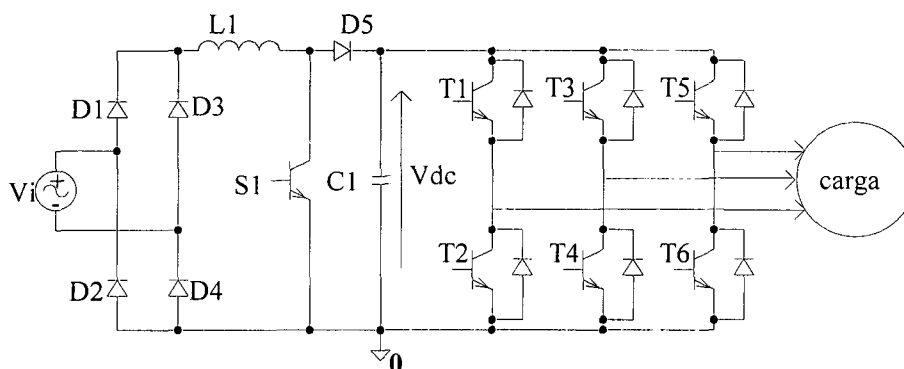 L1
D5
D1
D3
T1
T3
T5
Vi
+
-
S1
C1
Vdc
carga
D2
D4
T2
T4
T6
0